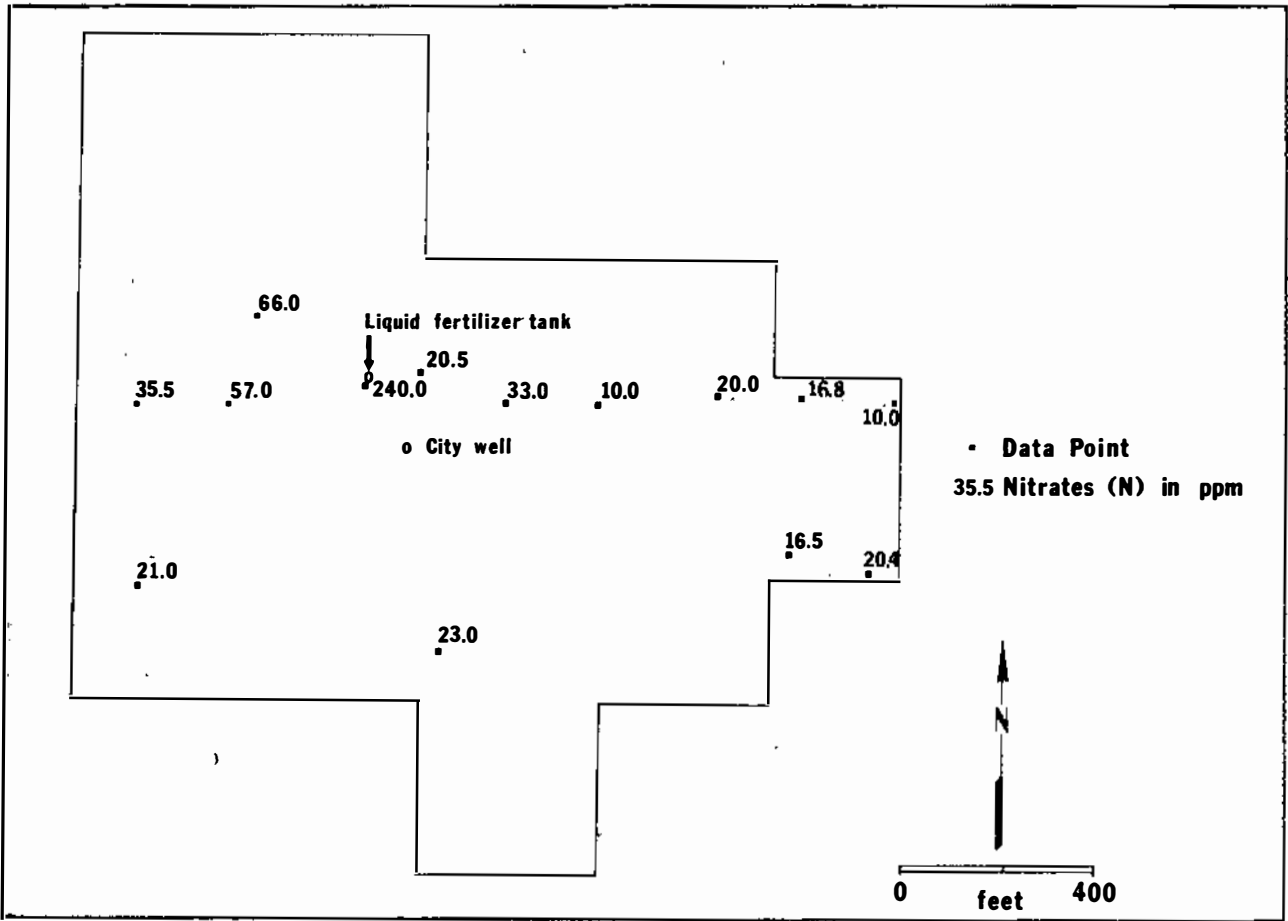 66.0
Liquid fertilizer tank
20.5
35.5
57.0
240.0
33.0
10.0
20.0
16.8
10.0
o City well
Data Point
35.5 Nitrates (N) in ppm
16.5
20.4
21.0
23.0
N
0 400
feet